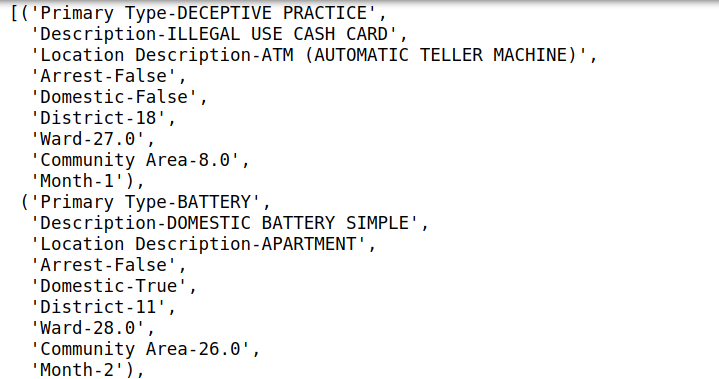 [('Primary Type-DECEPTIVE PRACTICE',
'Description-ILLEGAL USE CASH CARD',
'Location Description-ATM (AUTOMATIC TELLER MACHINE)',
'Arrest-False',
'Domestic-False',
'District-18',
'Ward-27.0',
'Community Area-8.0',
'Month-1'),
('Primary Type-BATTERY',
'Description-DOMESTIC BATTERY SIMPLE',
'Location Description-APARTMENT',
'Arrest-False',
'Domestic-True',
'District-11',
'Ward-28.0',
'Community Area-26.0',
'Month-2'),